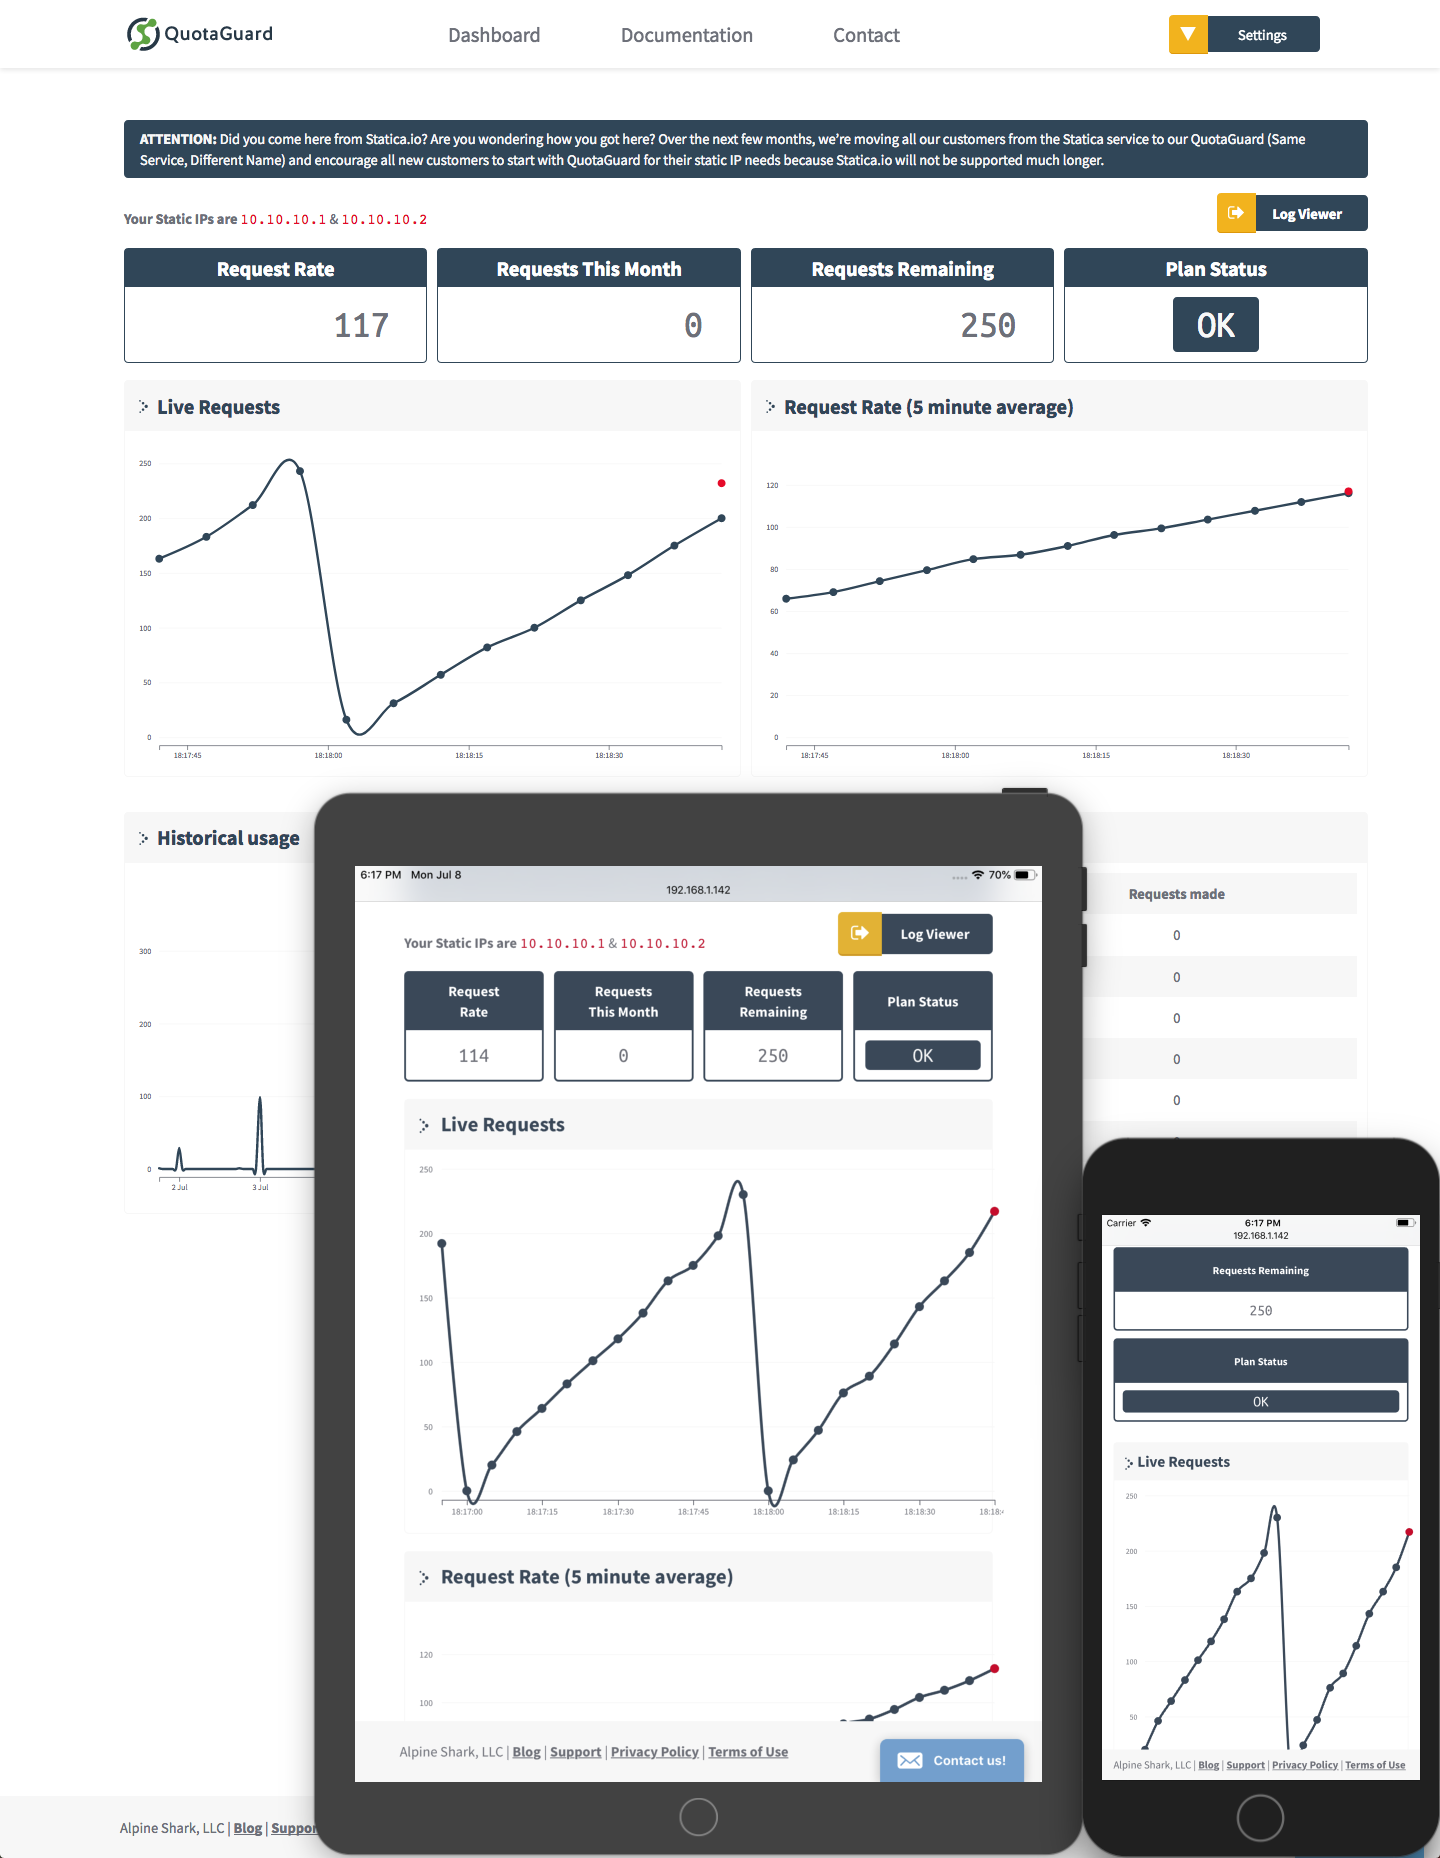 QuotaGuard
Dashboard
Documentation
Contact
Settings
ATTENTION: Did you come here from Statica.io? Are you wondering how you got here? Over the next few months, we're moving all our customers from the Statica service to our QuotaGuard (Same
Service, Different Name) and encourage all new customers to start with QuotaGuard for their static IP needs because Statica.io will not be supported much longer.
Your Static IPs are 10.10.10.1 & 10.10.10.2
Log Viewer
Request Rate
117
Requests This Month
0
Requests Remaining
250
Plan Status
OK
Live Requests
250
200
150
100
50
0
18:17:45 18:18:00 18:18:15 18:18:30
Request Rate (5 minute average)
120
100
80
60
40
20
0
18:17:45 18:18:00 18:18:15 18:18:30
Historical usage
300
200
100
0
2 Jul 3 Jul
Requests made
0
0
0
0
0
Alpine Shark, LLC | Blog | Suppor
6:17 PM Mon Jul 8
70%
192.168.1.142
Your Static IPs are 10.10.10.1 & 10.10.10.2
Log Viewer
Request
Rate
114
Requests
This Month
0
Requests
Remaining
250
Plan Status
OK
Live Requests
250
200
150
100
50
0
18:17:00 18:17:15 18:17:30 18:17:45 18:18:00 18:18:15 18:18:30 18:18:4
Request Rate (5 minute average)
120
100
Alpine Shark, LLC | Blog | Support | Privacy Policy | Terms of Use
Contact us!
Carrier 6:17 PM
192.168.1.142
Requests Remaining
250
Plan Status
OK
Live Requests
250
200
150
100
50
Alpine Shark, LLC | Blog | Support | Privacy Policy | Terms of Use